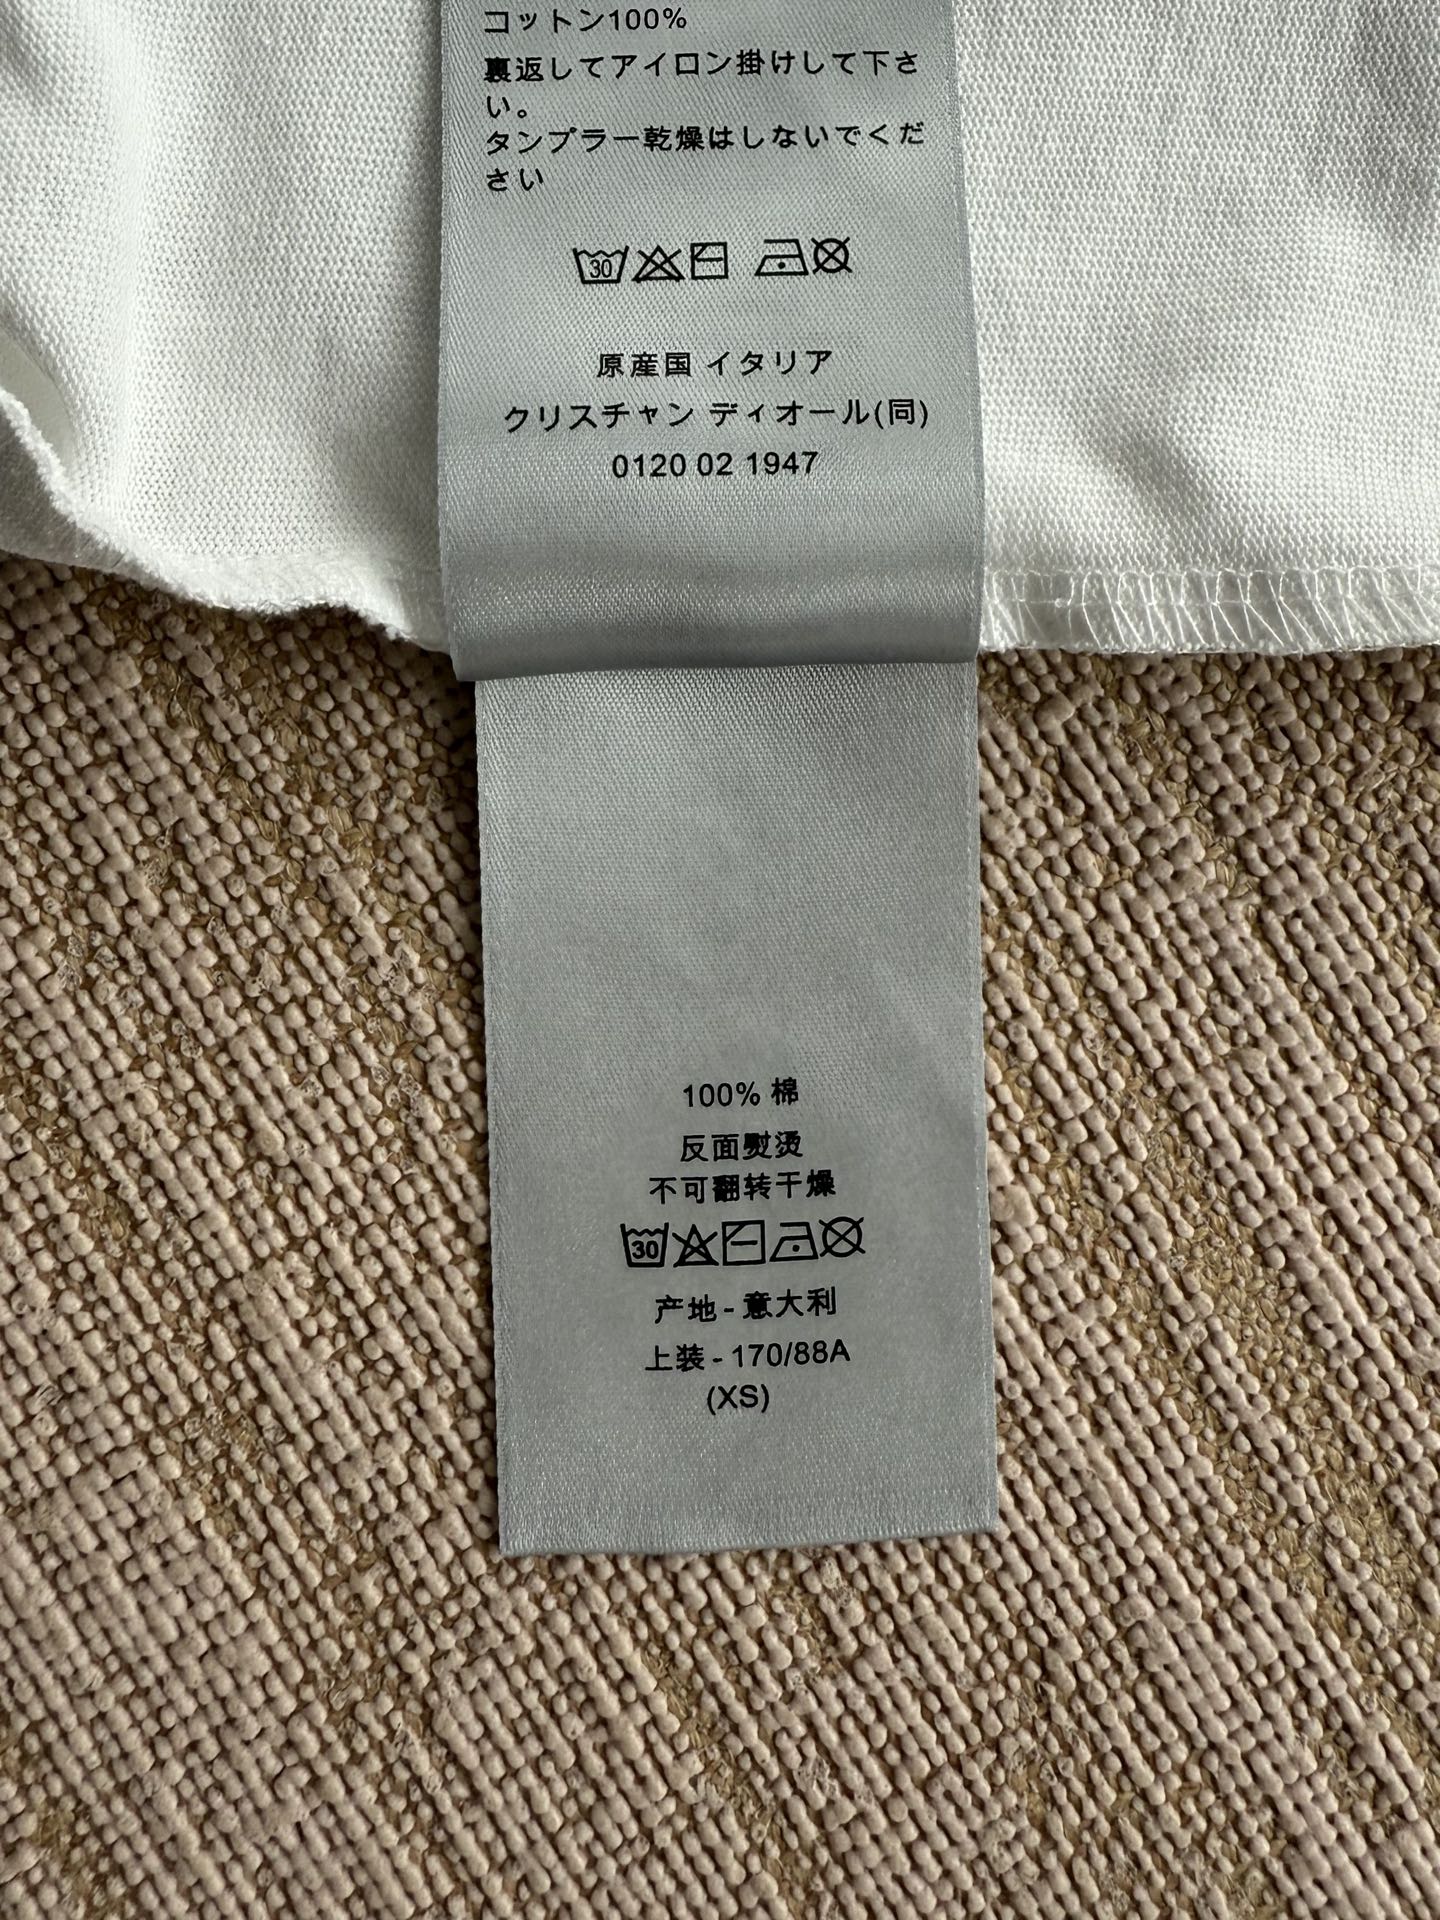 コットン100%
裏返してアイロン掛けして下さ
い。
タンブラー乾燥はしないでくだ
さい
30
原産国 イタリア
クリスチャン ディオール(同)
0120 02 1947
100% 棉
反面熨烫
不可翻转干燥
30
产地 - 意大利
上装 - 170/88A
(XS)